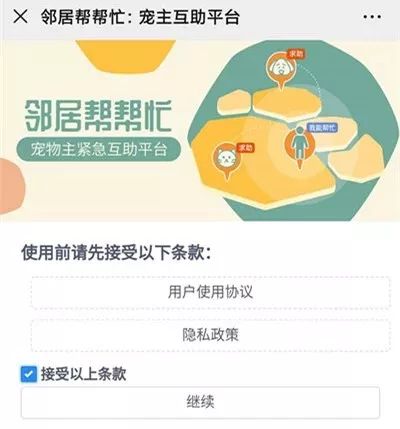 邻居帮帮忙：宠主互助平台
求助
邻居帮帮忙
我能帮忙
宠物主紧急互助平台
求助
使用前请先接受以下条款：
用户使用协议
隐私政策
接受以上条款
继续